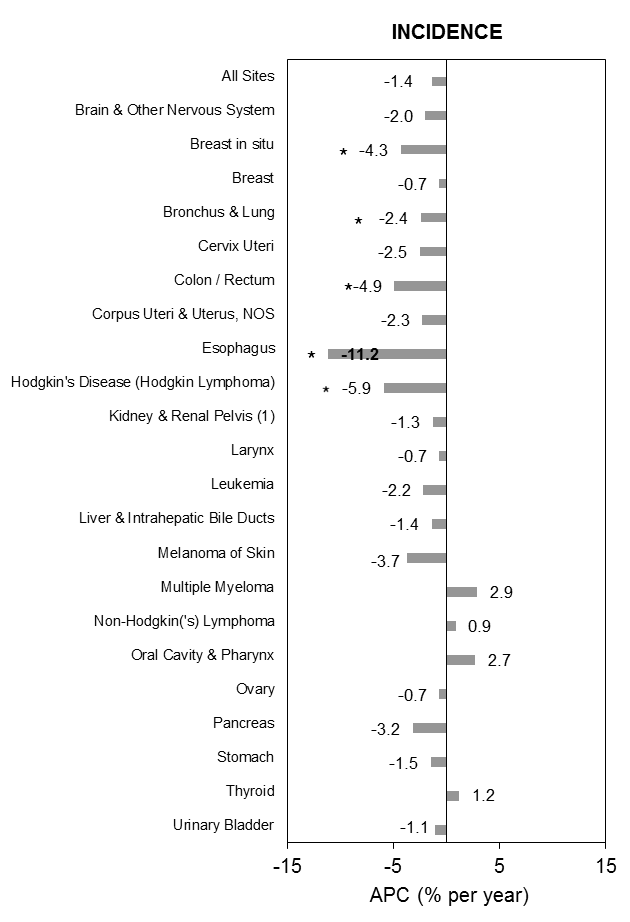 INCIDENCE
All Sites -1.4
Brain & Other Nervous System -2.0
Breast in situ * -4.3
Breast -0.7
Bronchus & Lung * -2.4
Cervix Uteri -2.5
Colon / Rectum *-4.9
Corpus Uteri & Uterus, NOS -2.3
Esophagus * -11.2
Hodgkin's Disease (Hodgkin Lymphoma) * -5.9
Kidney & Renal Pelvis (1) -1.3
Larynx -0.7
Leukemia -2.2
Liver & Intrahepatic Bile Ducts -1.4
Melanoma of Skin -3.7
Multiple Myeloma 2.9
Non-Hodgkin('s) Lymphoma 0.9
Oral Cavity & Pharynx 2.7
Ovary -0.7
Pancreas -3.2
Stomach -1.5
Thyroid 1.2
Urinary Bladder -1.1
-15 -5 5 15
APC (% per year)